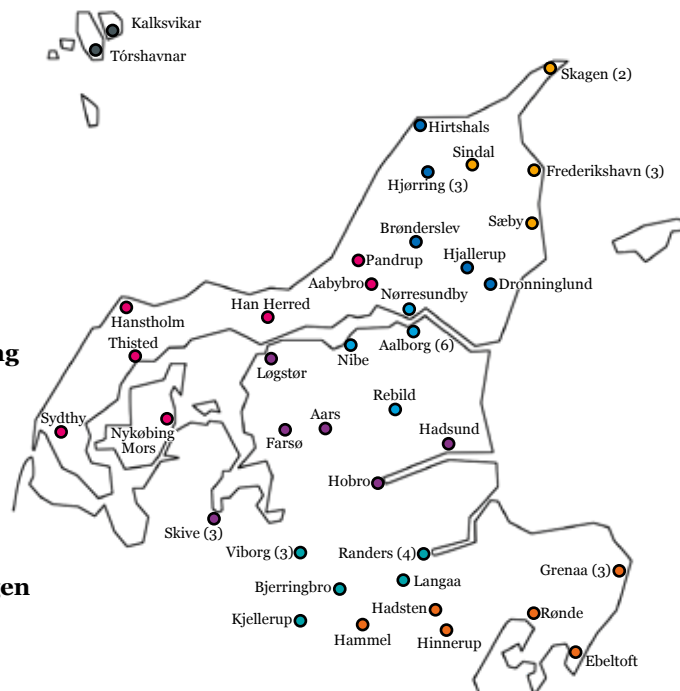 Kalksvikar
Tórshavnar
Skagen (2)
Hirtshals
Sindal
Frederikshavn (3)
Hjørring (3)
Sæby
Brønderslev
Pandrup
Hjallerup
Aabybro
Dronninglund
Nørresundby
Han Herred
Hanstholm
Thisted
Aalborg (6)
Nibe
ng
Løgstør
Rebild
Sydthy
Aars
Nykøbing
Mors
Farsø
Hadsund
Hobro
Skive (3)
Viborg (3)
Randers (4)
Grenaa (3)
Langaa
Bjerringbro
gen
Hadsten
Rønde
Kjellerup
Hammel
Hinnerup
Ebeltoft